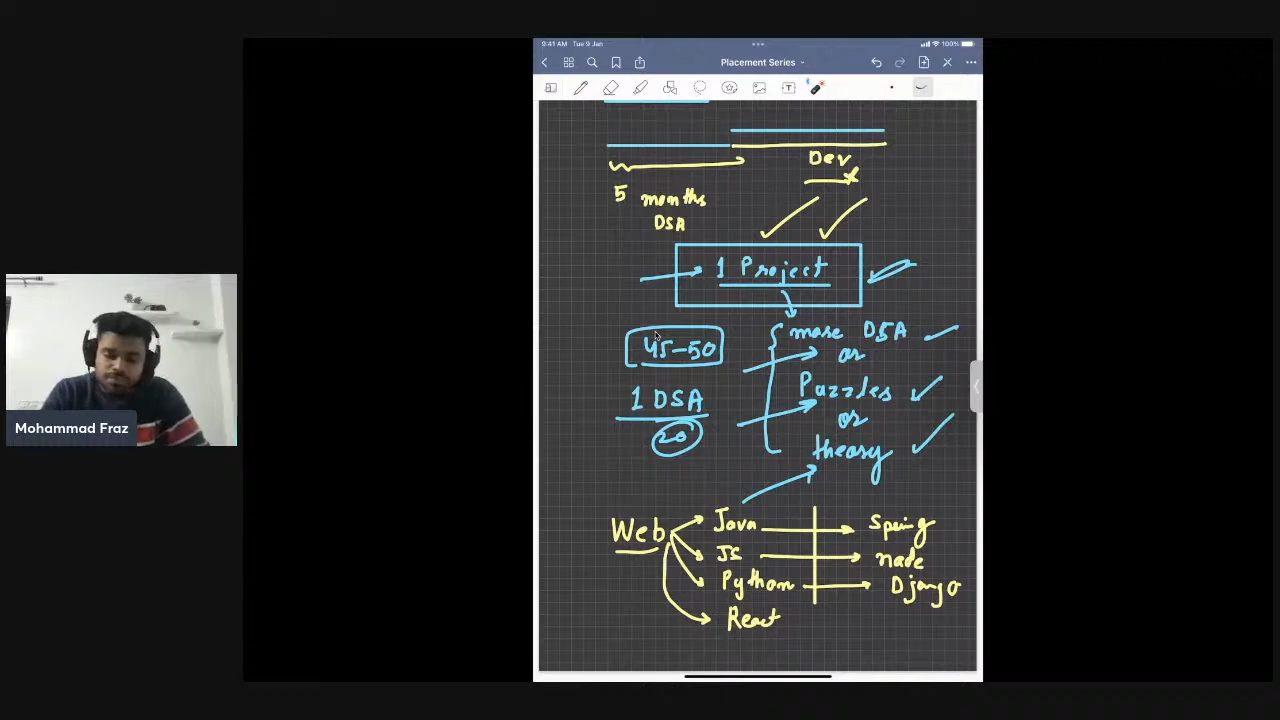 9:41 AM Tue 9 Jan
100%
Placement Series
T
Dev
5 months
DSA
1 Project
45-50
more DSA
or
1 DSA
Puzzles
20
or
theory
Web
Java
Spring
JS
node
Python
Django
React
Mohammad Fraz